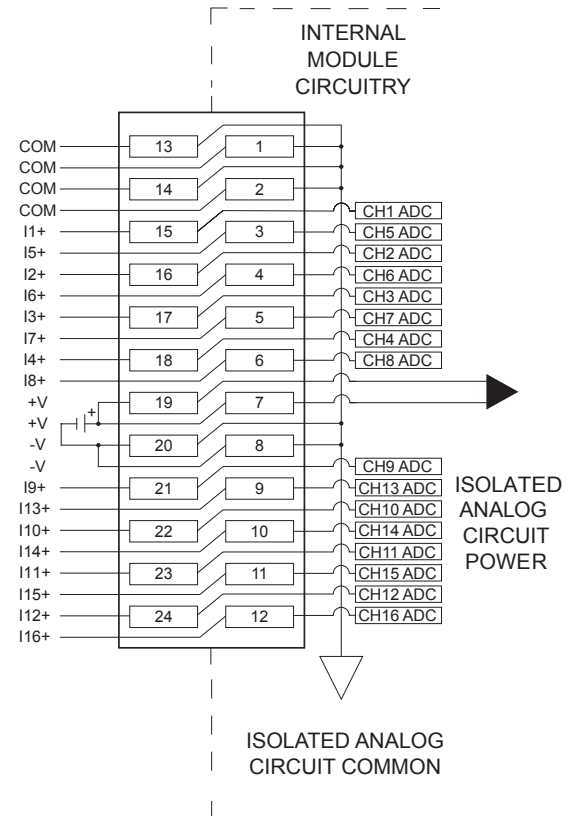 INTERNAL
MODULE
CIRCUITRY
COM
COM
COM
COM
I1+
I5+
I2+
I6+
I3+
I7+
I4+
I8+
+V
+V
-V
-V
I9+
I13+
I10+
I14+
I11+
I15+
I12+
I16+
+
13 1
14 2
15 3
16 4
17 5
18 6
19 7
20 8
21 9
22 10
23 11
24 12
CH1 ADC
CH5 ADC
CH2 ADC
CH6 ADC
CH3 ADC
CH7 ADC
CH4 ADC
CH8 ADC
CH9 ADC
CH13 ADC
CH10 ADC
CH14 ADC
CH11 ADC
CH15 ADC
CH12 ADC
CH16 ADC
ISOLATED
ANALOG
CIRCUIT
POWER
ISOLATED ANALOG
CIRCUIT COMMON